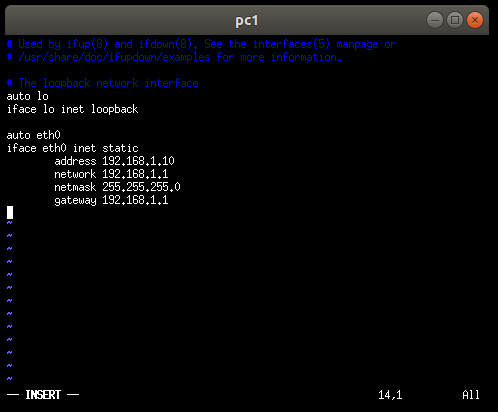 pc1
# Used by ifup(8) and ifdown(8). See the interfaces(5) manpage or
# /usr/share/doc/ifupdown/examples for more information.
# The loopback network interface
auto lo
iface lo inet loopback
auto eth0
iface eth0 inet static
address 192.168.1.10
network 192.168.1.1
netmask 255.255.255.0
gateway 192.168.1.1
~
~
~
~
~
~
~
~
~
~
~
~
~
-- INSERT -- 14,1 All